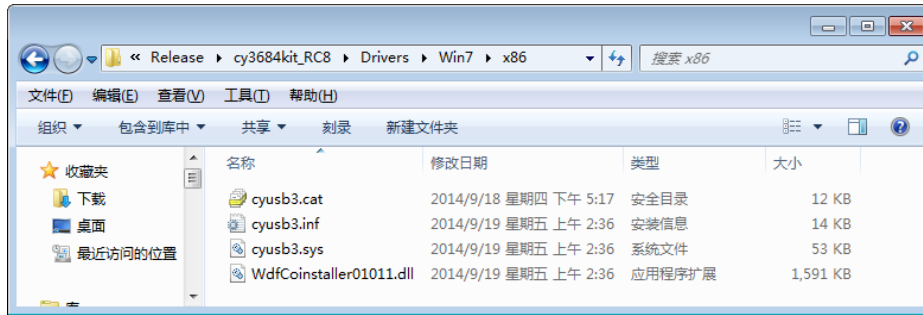 « Release ▸ cy3684kit_RC8 ▸ Drivers ▸ Win7 ▸ x86
搜索 x86
文件(F) 编辑(E) 查看(V) 工具(T) 帮助(H)
组织 包含到库中 共享 刻录 新建文件夹
收藏夹
下载
桌面
最近访问的位置
名称 修改日期 类型 大小
cyusb3.cat 2014/9/18 星期四 下午 5:17 安全目录 12 KB
cyusb3.inf 2014/9/19 星期五 上午 2:36 安装信息 14 KB
cyusb3.sys 2014/9/19 星期五 上午 2:36 系统文件 53 KB
WdfCoinstaller01011.dll 2014/9/19 星期五 上午 2:36 应用程序扩展 1,591 KB